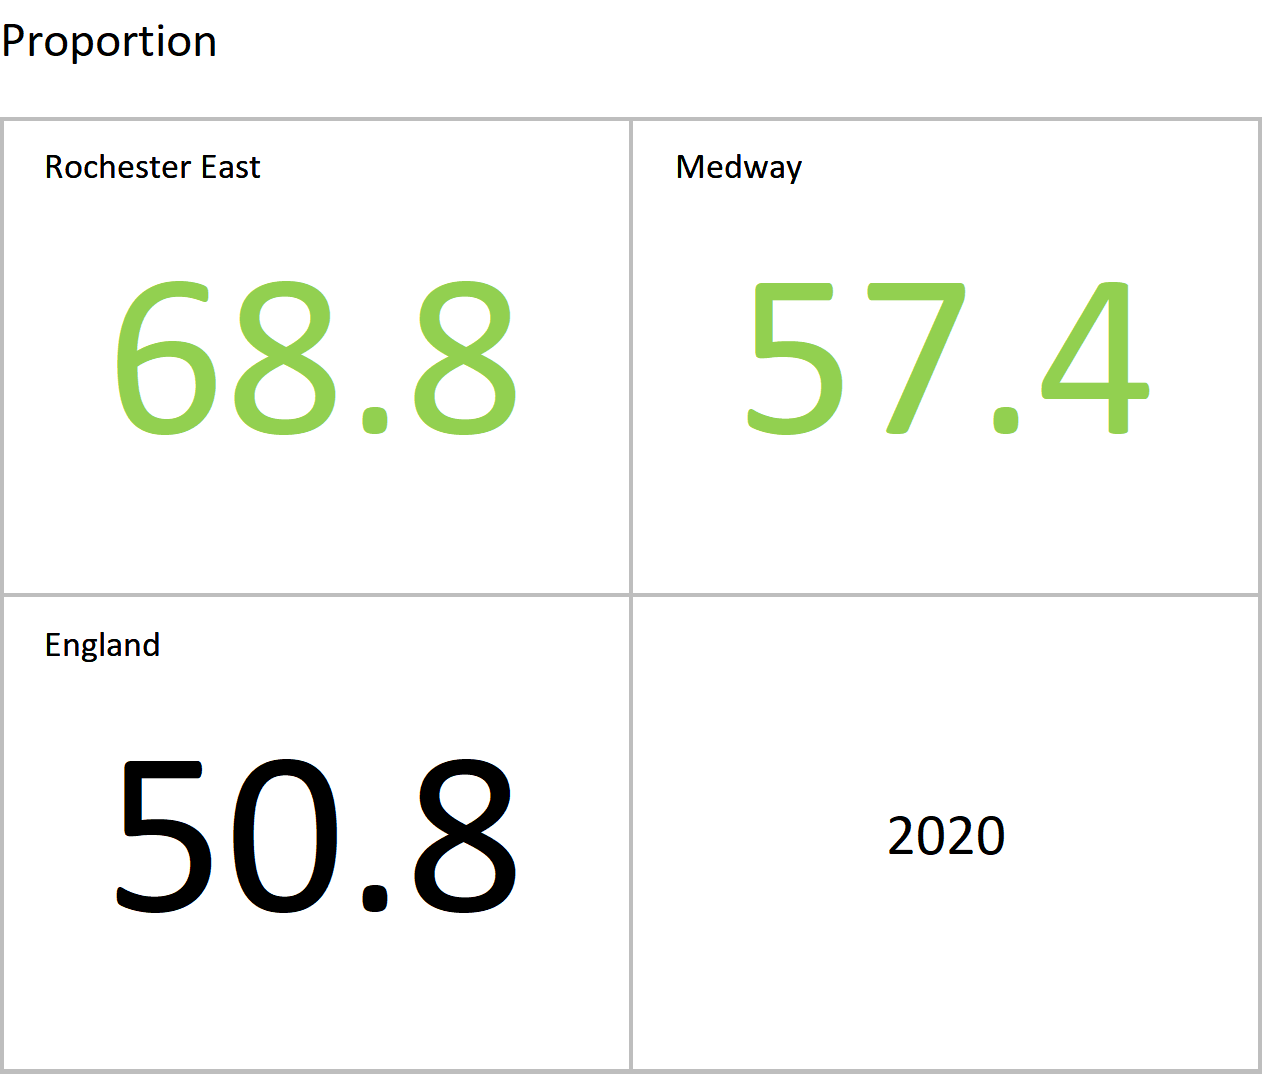 Proportion
Rochester East
68.8
Medway
57.4
England
50.8
2020